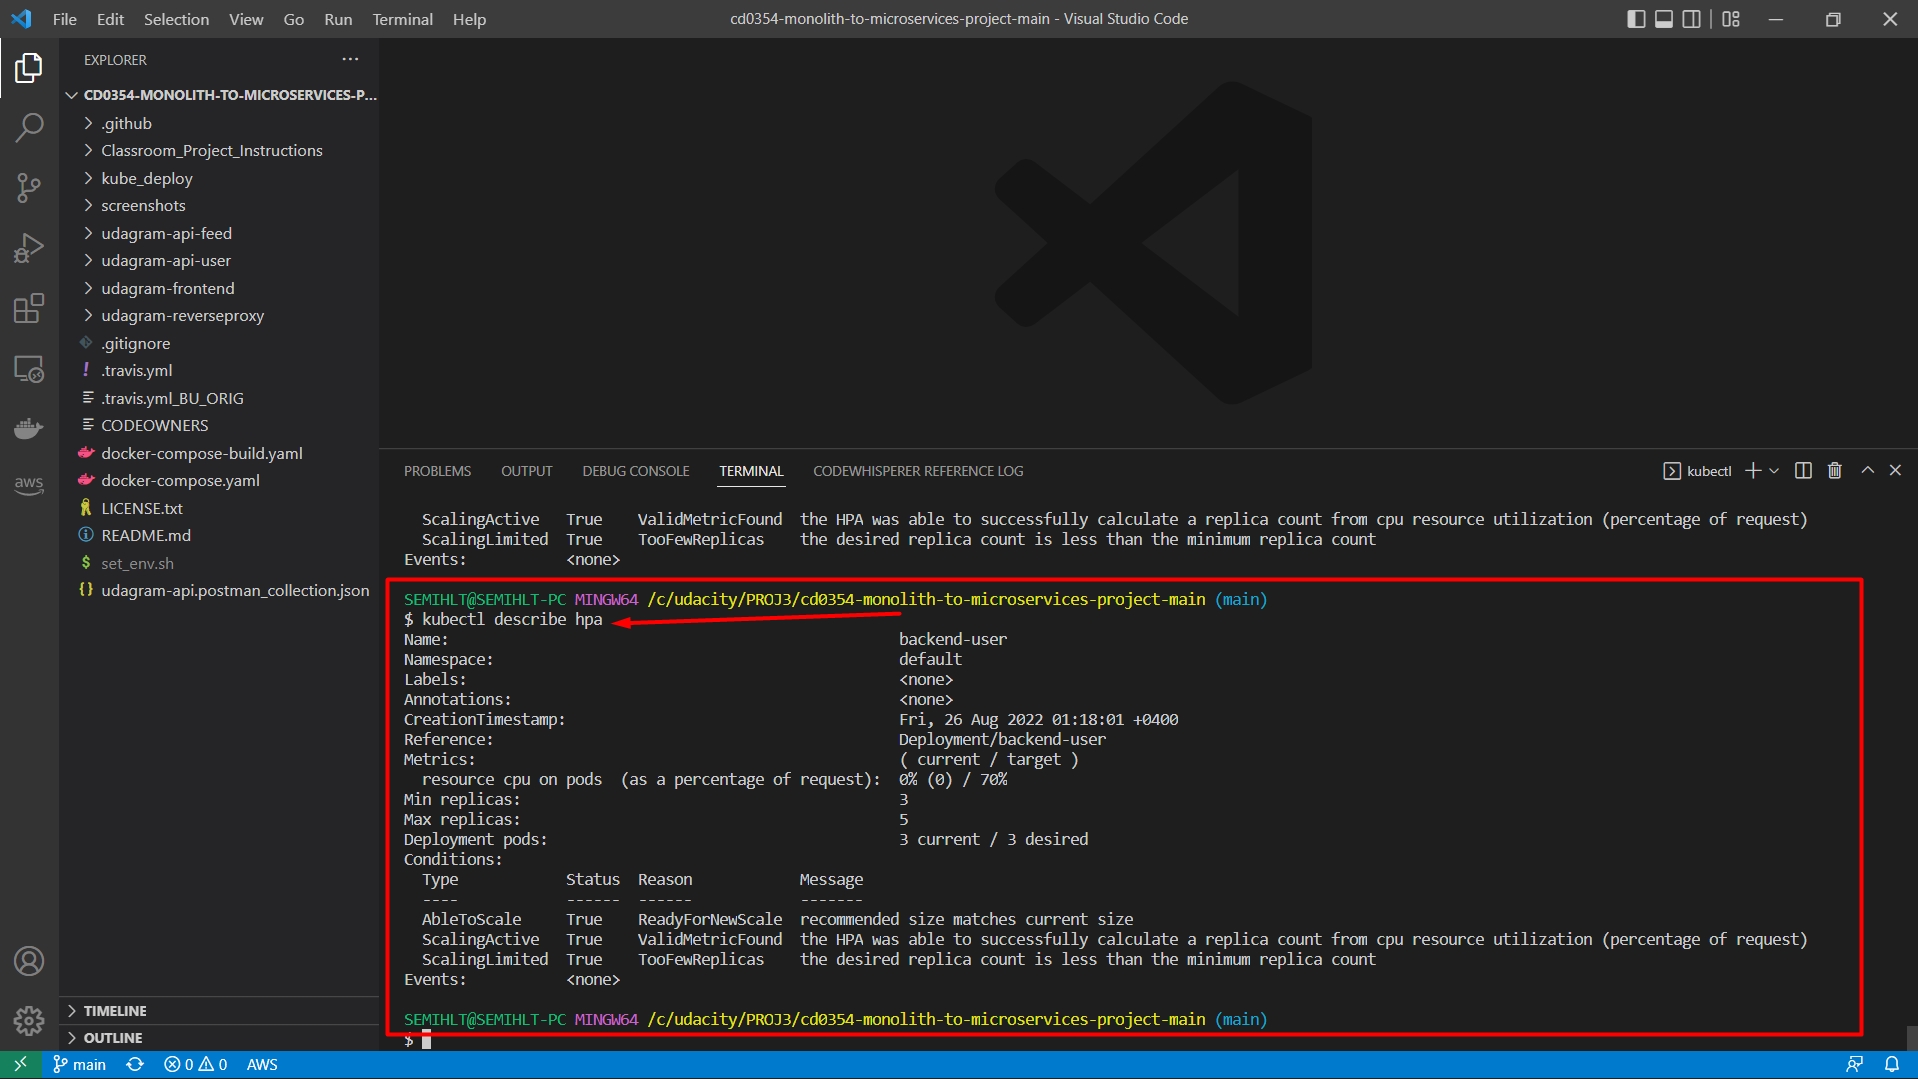 File Edit Selection View Go Run Terminal Help
cd0354-monolith-to-microservices-project-main - Visual Studio Code
EXPLORER
CD0354-MONOLITH-TO-MICROSERVICES-P...
.github
Classroom_Project_Instructions
kube_deploy
screenshots
udagram-api-feed
udagram-api-user
udagram-frontend
udagram-reverseproxy
.gitignore
.travis.yml
.travis.yml_BU_ORIG
CODEOWNERS
docker-compose-build.yaml
docker-compose.yaml
LICENSE.txt
README.md
$ set_env.sh
{} udagram-api.postman_collection.json
aws
TIMELINE
OUTLINE
PROBLEMS OUTPUT DEBUG CONSOLE TERMINAL CODEWHISPERER REFERENCE LOG
kubectl
ScalingActive True ValidMetricFound the HPA was able to successfully calculate a replica count from cpu resource utilization (percentage of request)
ScalingLimited True TooFewReplicas the desired replica count is less than the minimum replica count
Events: <none>
SEMIHLT@SEMIHLT-PC MINGW64 /c/udacity/PROJ3/cd0354-monolith-to-microservices-project-main (main)
$ kubectl describe hpa
Name: backend-user
Namespace: default
Labels: <none>
Annotations: <none>
CreationTimestamp: Fri, 26 Aug 2022 01:18:01 +0400
Reference: Deployment/backend-user
Metrics: ( current / target )
resource cpu on pods (as a percentage of request): 0% (0) / 70%
Min replicas: 3
Max replicas: 5
Deployment pods: 3 current / 3 desired
Conditions:
Type Status Reason Message
---- ------ ------ -------
AbleToScale True ReadyForNewScale recommended size matches current size
ScalingActive True ValidMetricFound the HPA was able to successfully calculate a replica count from cpu resource utilization (percentage of request)
ScalingLimited True TooFewReplicas the desired replica count is less than the minimum replica count
Events: <none>
SEMIHLT@SEMIHLT-PC MINGW64 /c/udacity/PROJ3/cd0354-monolith-to-microservices-project-main (main)
$
main 0 0 AWS